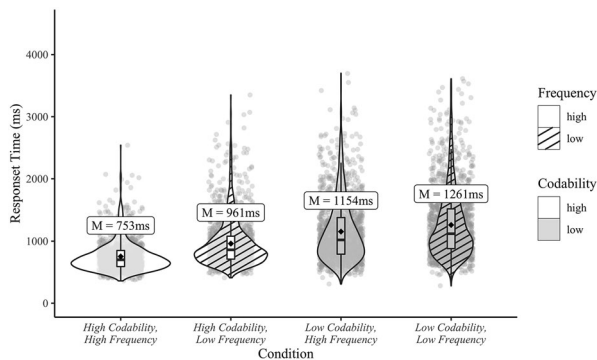 4000
3000
2000
1000
0
Responset Time (ms)
M = 753ms
M = 961ms
M = 1154ms
M = 1261ms
High Codability,
High Frequency
High Codability,
Low Frequency
Low Codability,
High Frequency
Low Codability,
Low Frequency
Condition
Frequency
high
low
Codability
high
low